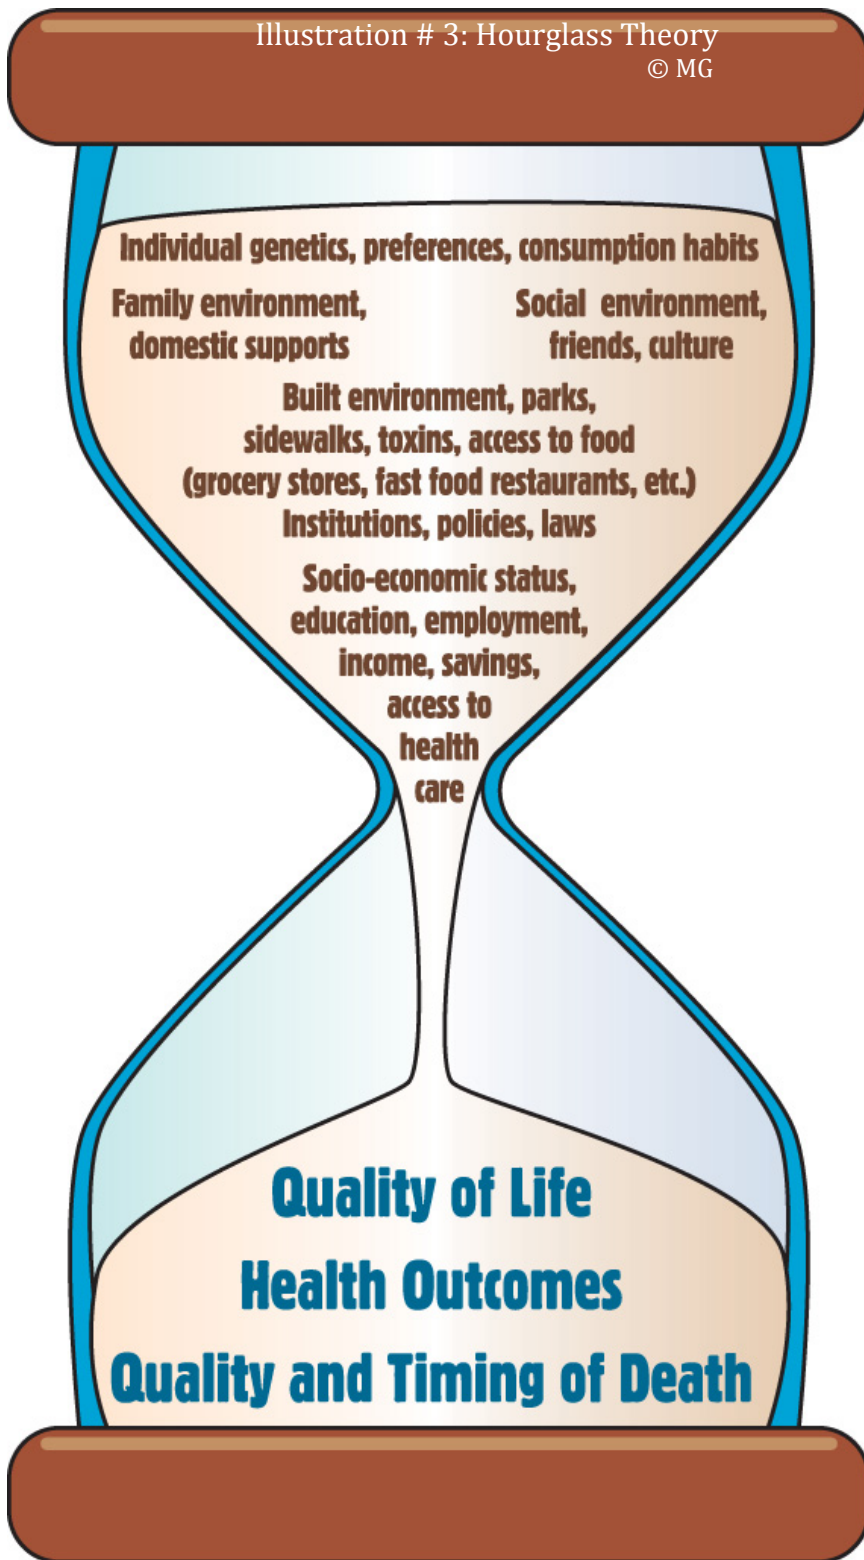 Illustration # 3: Hourglass Theory
© MG
Individual genetics, preferences, consumption habits
Family environment,
domestic supports
Social environment,
friends, culture
Built environment, parks,
sidewalks, toxins, access to food
(grocery stores, fast food restaurants, etc.)
Institutions, policies, laws
Socio-economic status,
education, employment,
income, savings,
access to
health
care
Quality of Life
Health Outcomes
Quality and Timing of Death